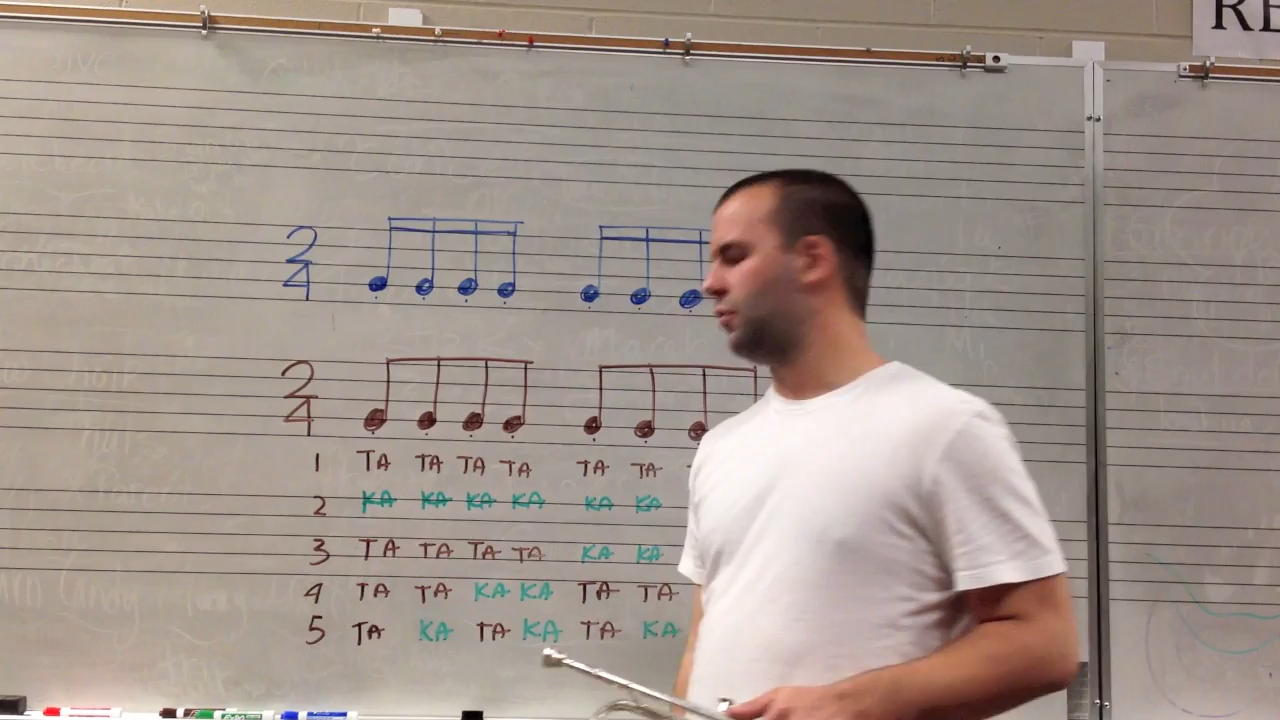 RE
2
4
2
4
1 TA TA TA TA TA TA
2 KA KA KA KA KA KA
3 TA TA TA TA KA KA
4 TA TA KA KA TA TA
5 TA KA TA KA TA KA